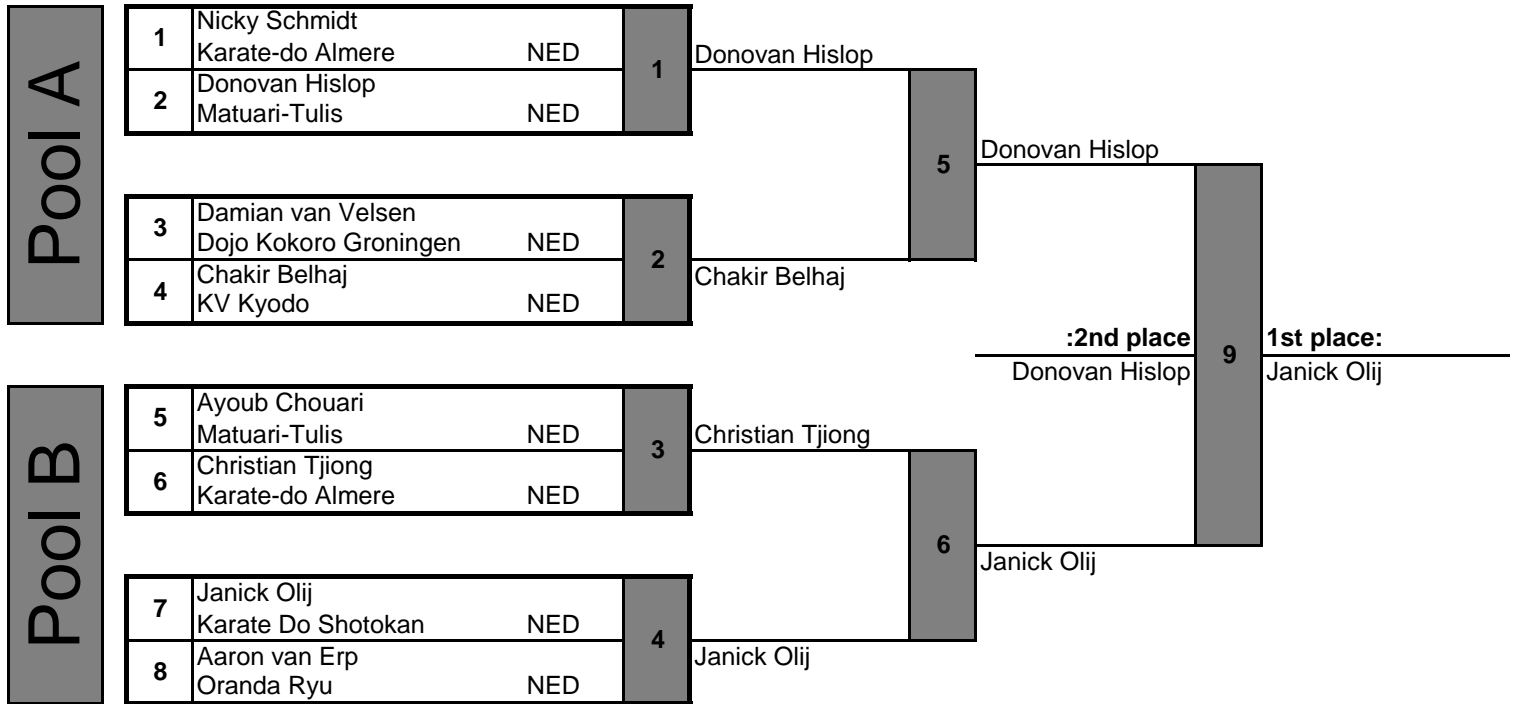 Pool A
1
Nicky Schmidt
Karate-do Almere NED
2
Donovan Hislop
Matuari-Tulis NED
1
Donovan Hislop
3
Damian van Velsen
Dojo Kokoro Groningen NED
4
Chakir Belhaj
KV Kyodo NED
2
Chakir Belhaj
5
Donovan Hislop
Pool B
5
Ayoub Chouari
Matuari-Tulis NED
6
Christian Tjiong
Karate-do Almere NED
3
Christian Tjiong
7
Janick Olij
Karate Do Shotokan NED
8
Aaron van Erp
Oranda Ryu NED
4
Janick Olij
6
Janick Olij
:2nd place
Donovan Hislop
9
1st place:
Janick Olij